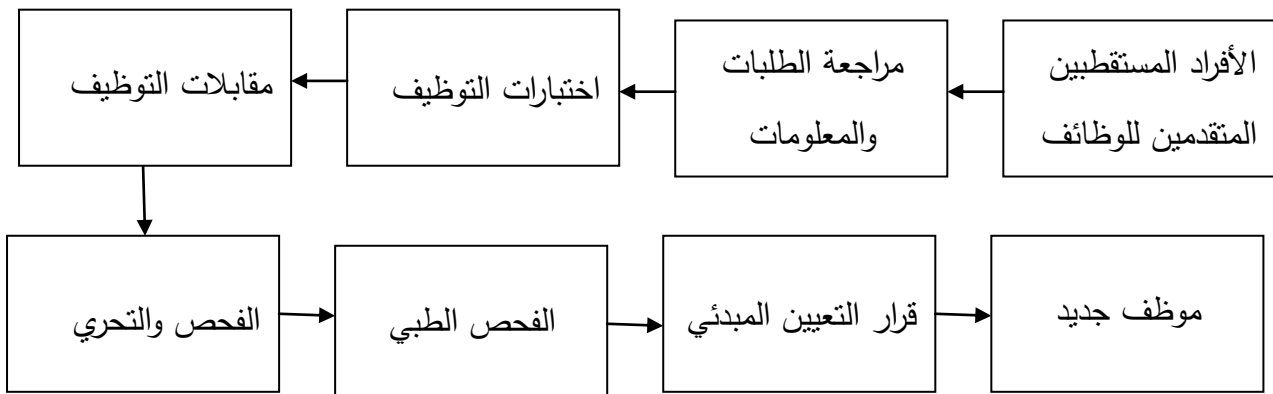 الأفراد المستقطبين
المتقدمين للوظائف
مراجعة الطلبات
والمعلومات
اختبارات التوظيف
مقابلات التوظيف
الفحص والتحري
الفحص الطبي
قرار التعيين المبدئي
موظف جديد